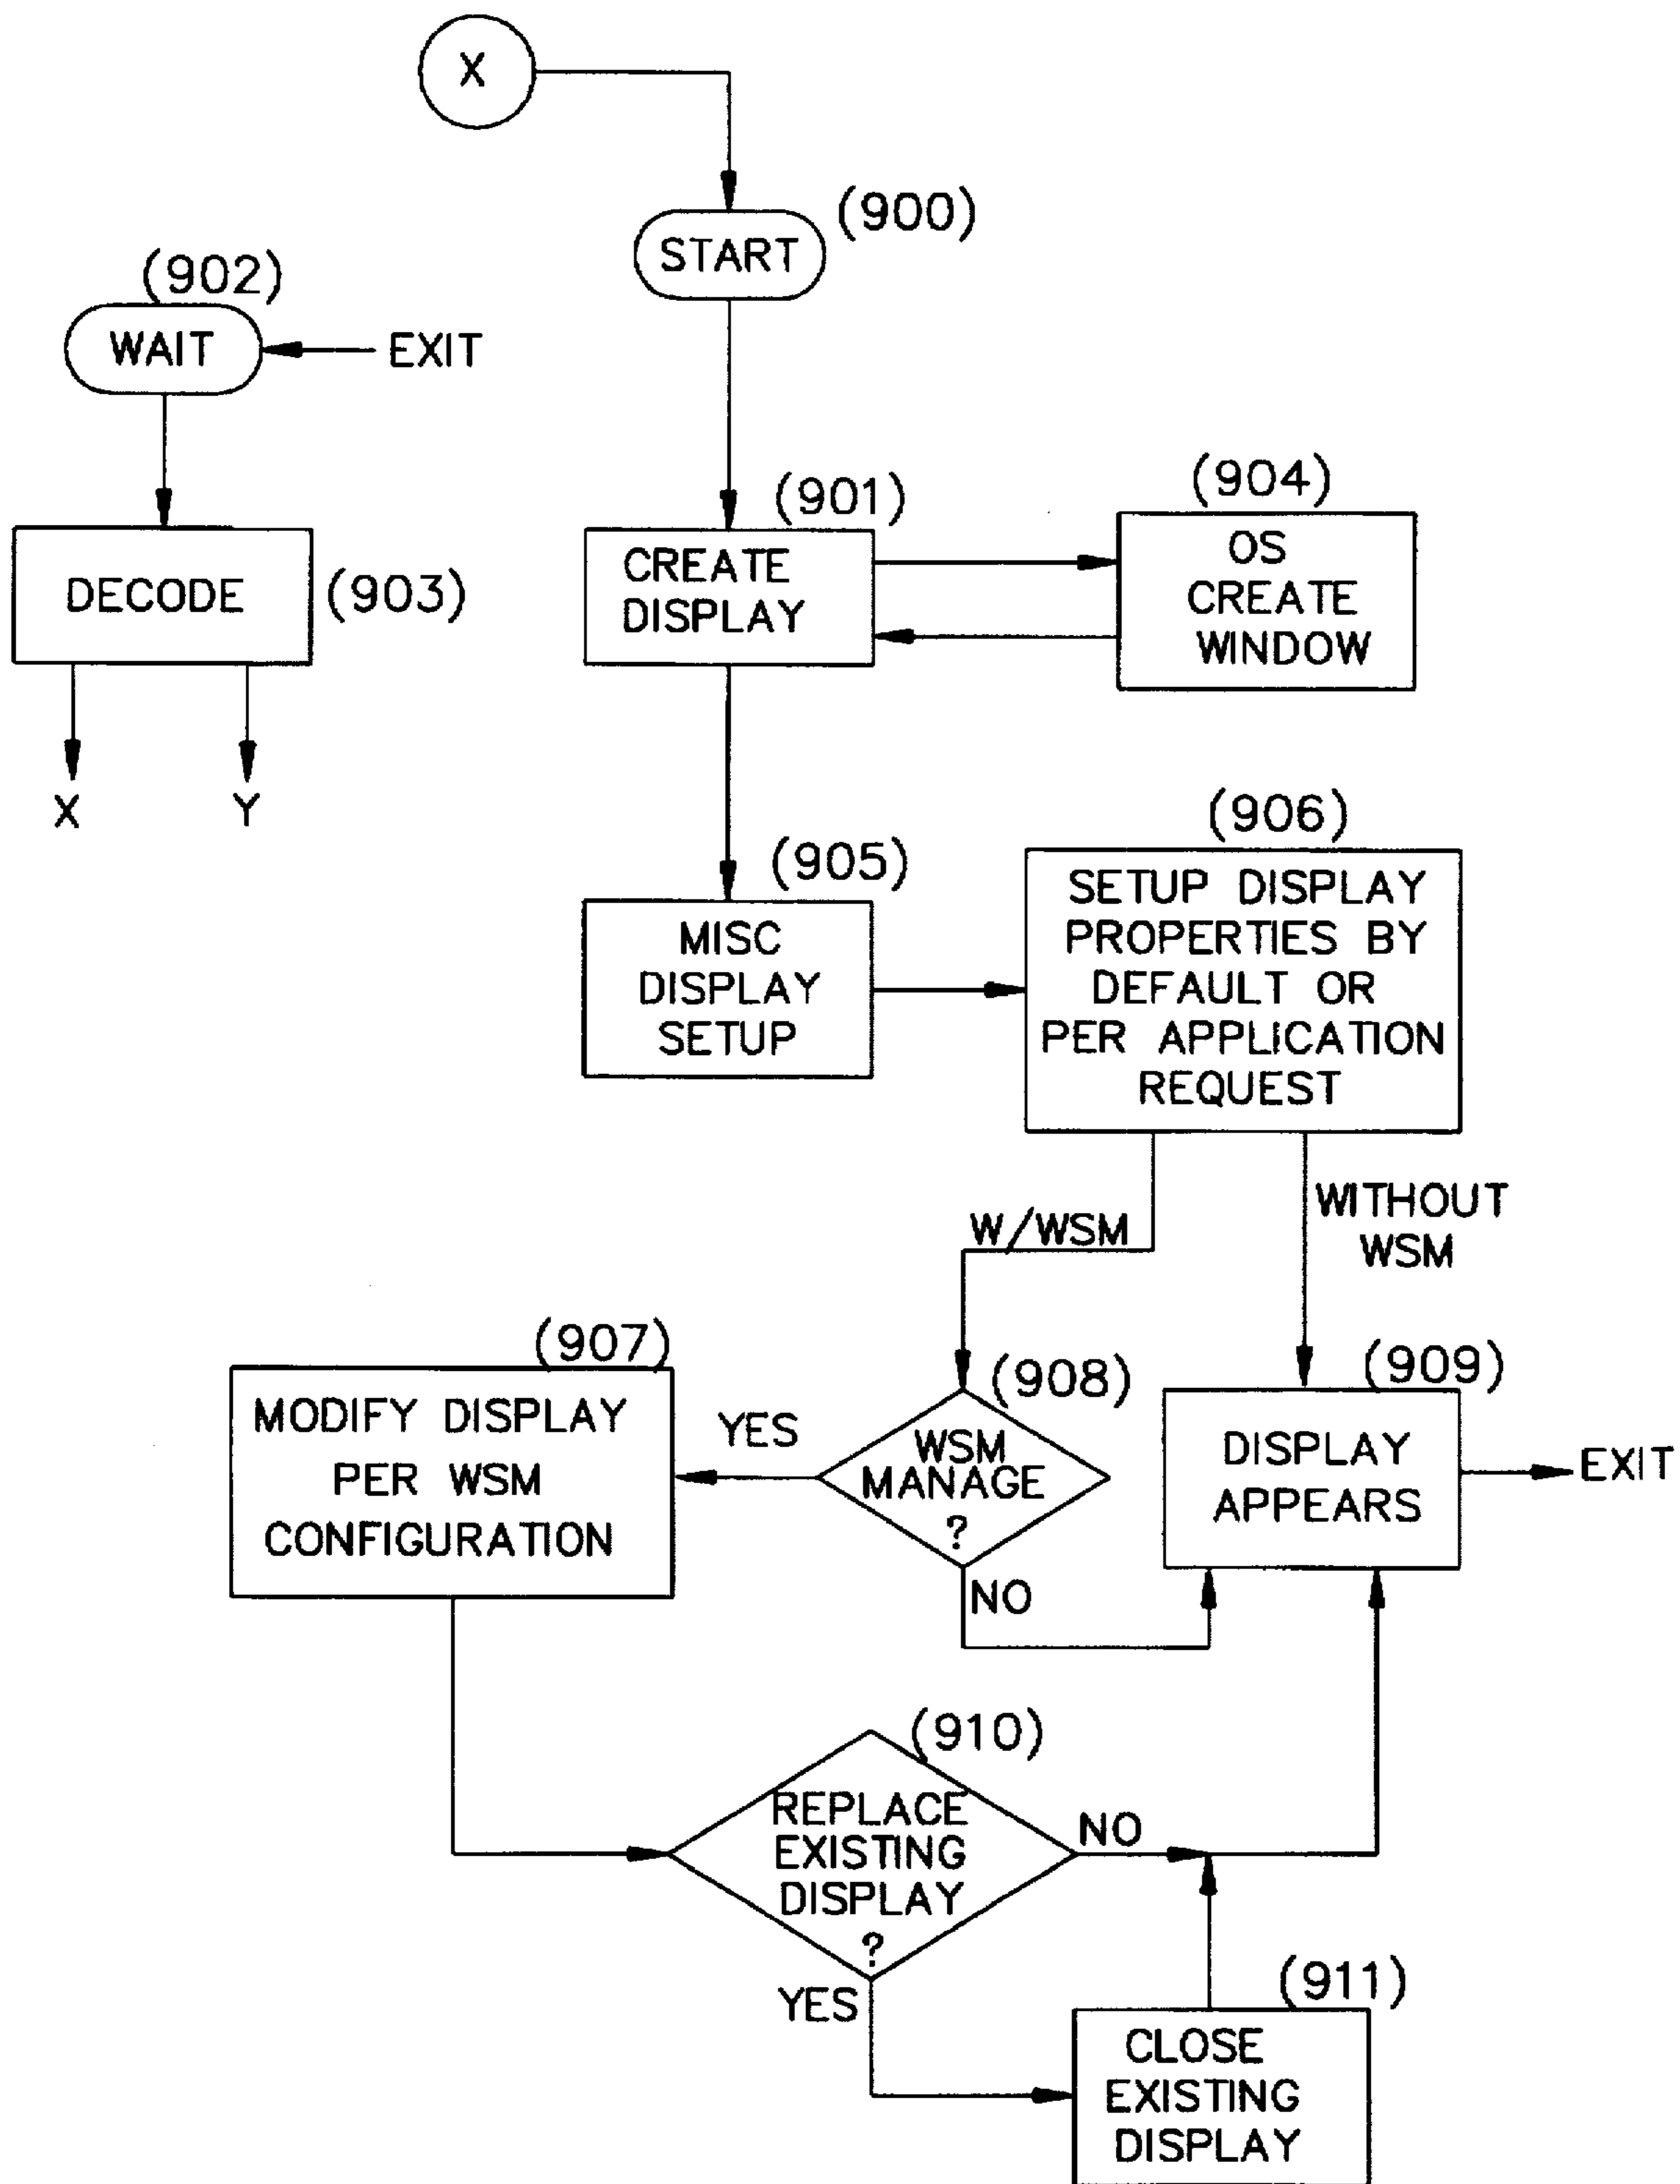 X
(900)
START
(902)
WAIT
EXIT
(901)
CREATE
DISPLAY
(904)
OS
CREATE
WINDOW
DECODE
(903)
X
Y
(905)
MISC
DISPLAY
SETUP
(906)
SETUP DISPLAY
PROPERTIES BY
DEFAULT OR
PER APPLICATION
REQUEST
W/WSM
WITHOUT
WSM
(907)
MODIFY DISPLAY
PER WSM
CONFIGURATION
YES
(908)
WSM
MANAGE
?
NO
(909)
DISPLAY
APPEARS
EXIT
(910)
REPLACE
EXISTING
DISPLAY
?
NO
YES
(911)
CLOSE
EXISTING
DISPLAY